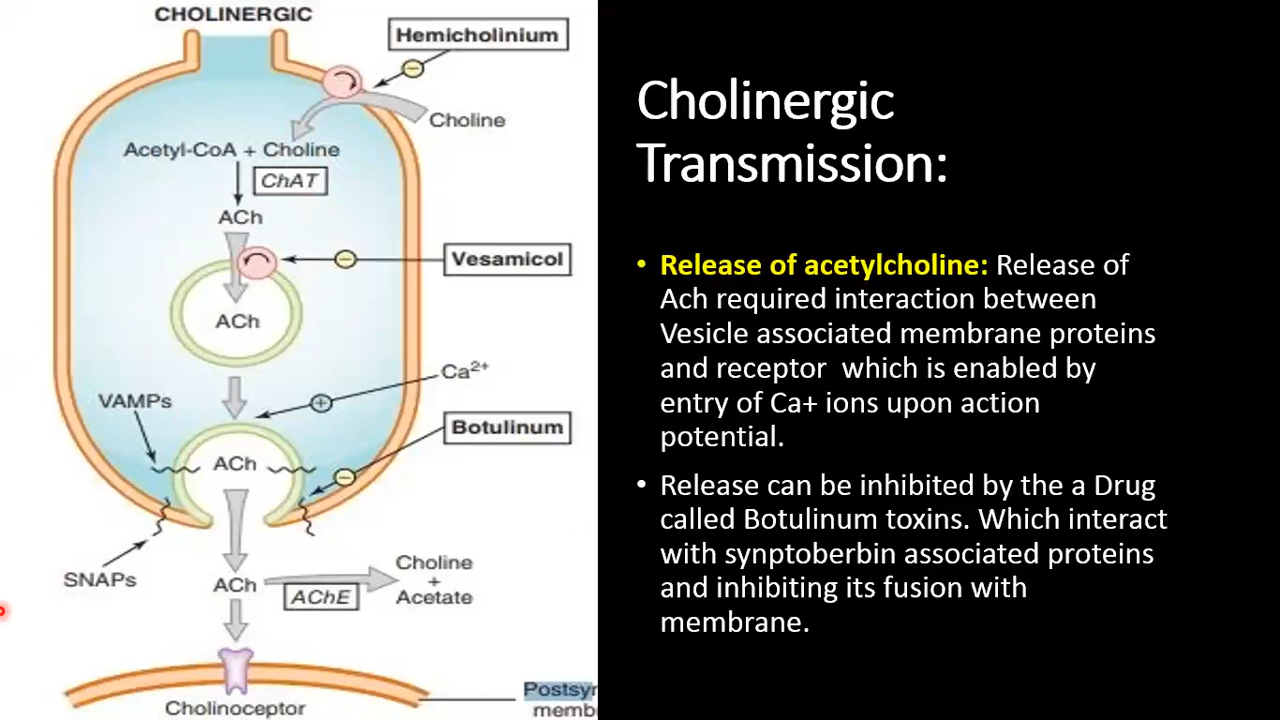 CHOLINERGIC
Hemicholinium
Choline
Acetyl-CoA + Choline
ChAT
ACh
Vesamicol
ACh
Ca2+
VAMPs
Botulinum
ACh
SNAPs
ACh
AChE
Choline
+
Acetate
Cholinoceptor
Postsyn
memb
Cholinergic
Transmission:
• Release of acetylcholine: Release of
Ach required interaction between
Vesicle associated membrane proteins
and receptor which is enabled by
entry of Ca+ ions upon action
potential.
• Release can be inhibited by the a Drug
called Botulinum toxins. Which interact
with synptoberbin associated proteins
and inhibiting its fusion with
membrane.